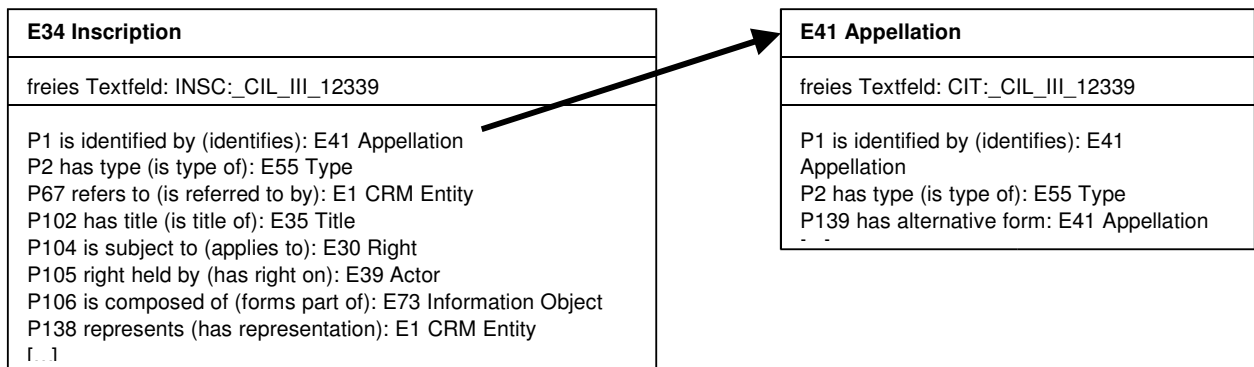 E34 Inscription
freies Textfeld: INSC:_CIL_III_12339
P1 is identified by (identifies): E41 Appellation
P2 has type (is type of): E55 Type
P67 refers to (is referred to by): E1 CRM Entity
P102 has title (is title of): E35 Title
P104 is subject to (applies to): E30 Right
P105 right held by (has right on): E39 Actor
P106 is composed of (forms part of): E73 Information Object
P138 represents (has representation): E1 CRM Entity
[…]
E41 Appellation
freies Textfeld: CIT:_CIL_III_12339
P1 is identified by (identifies): E41
Appellation
P2 has type (is type of): E55 Type
P139 has alternative form: E41 Appellation